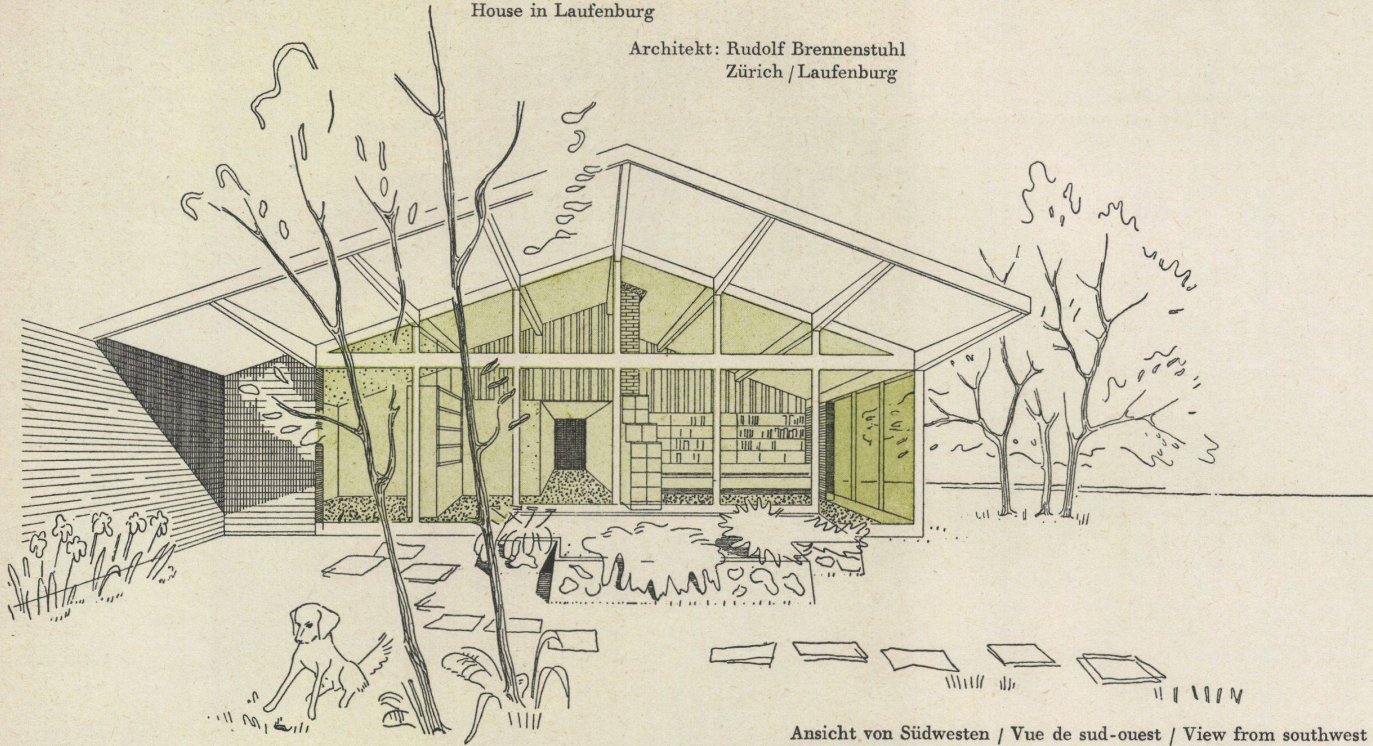 House in Laufenburg
Architekt: Rudolf Brennenstuhl
Zürich / Laufenburg
Ansicht von Südwesten / Vue de sud-ouest / View from southwest